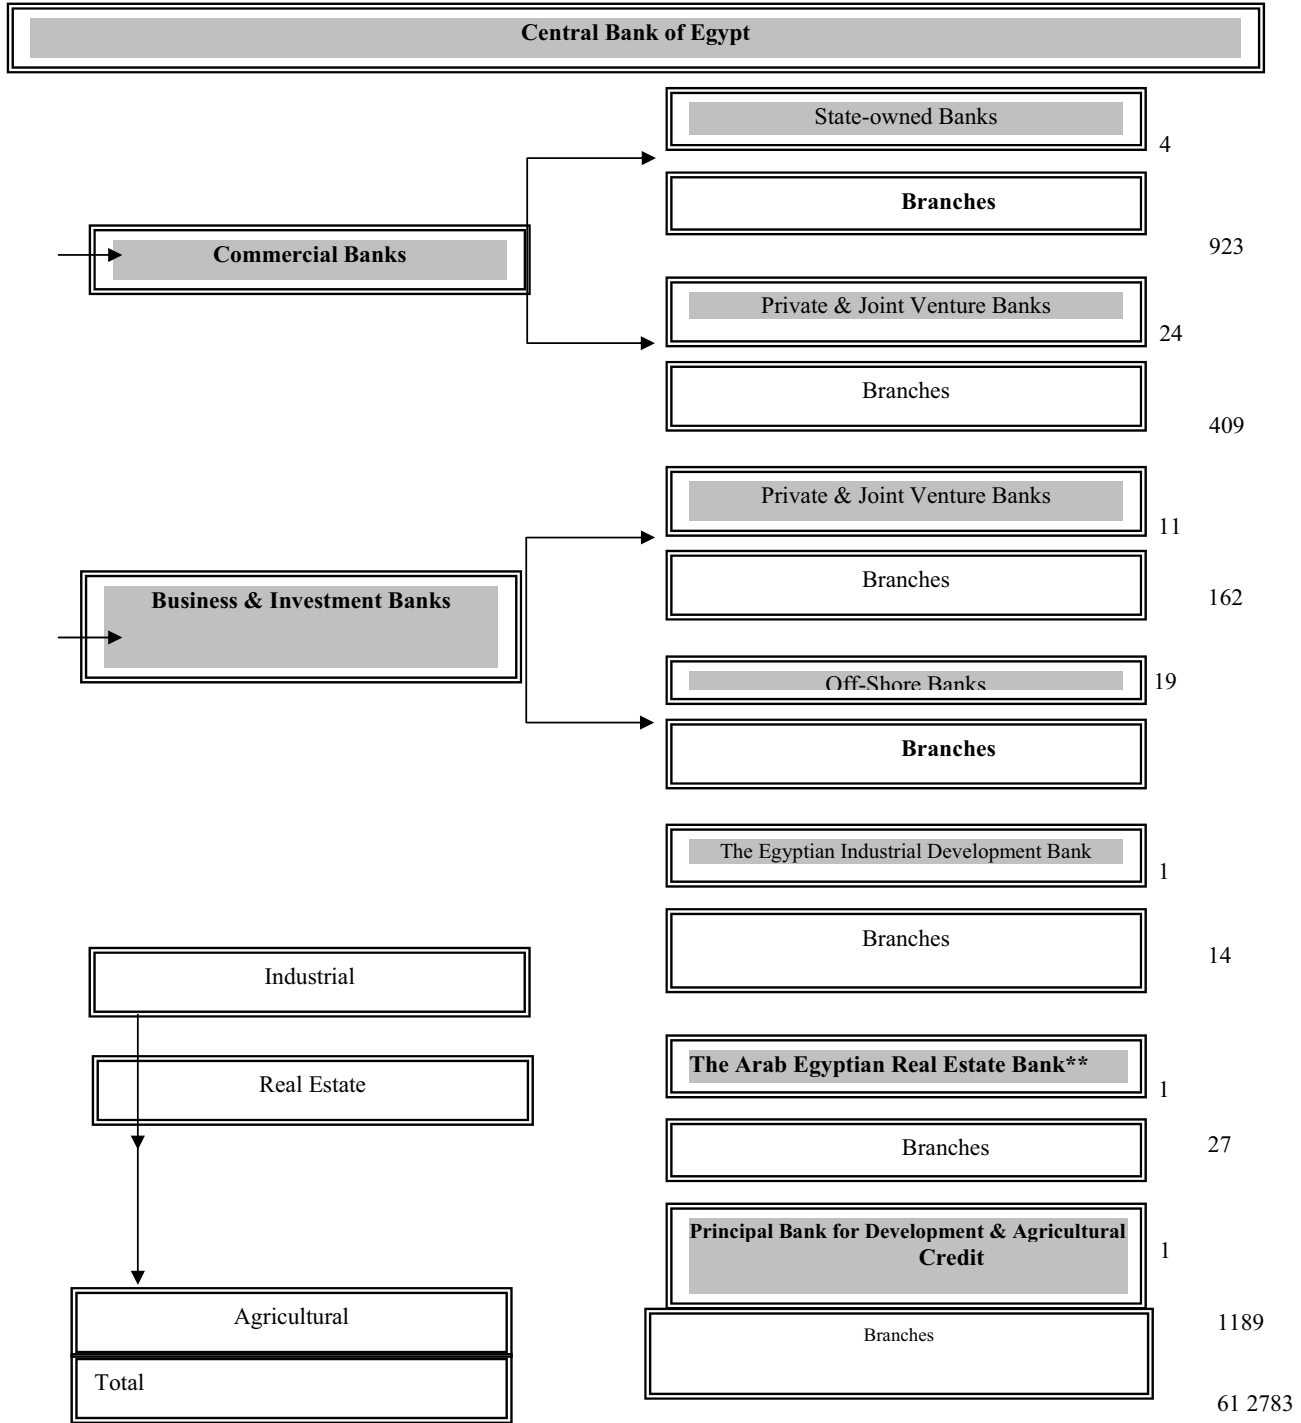 Central Bank of Egypt
State-owned Banks
4
Branches
923
Commercial Banks
Private & Joint Venture Banks
24
Branches
409
Private & Joint Venture Banks
11
Branches
162
Business & Investment Banks
Off-Shore Banks
19
Branches
The Egyptian Industrial Development Bank
1
Branches
14
Industrial
The Arab Egyptian Real Estate Bank**
1
Real Estate
Branches
27
Principal Bank for Development & Agricultural
Credit
1
Agricultural
Branches
1189
Total
61 2783